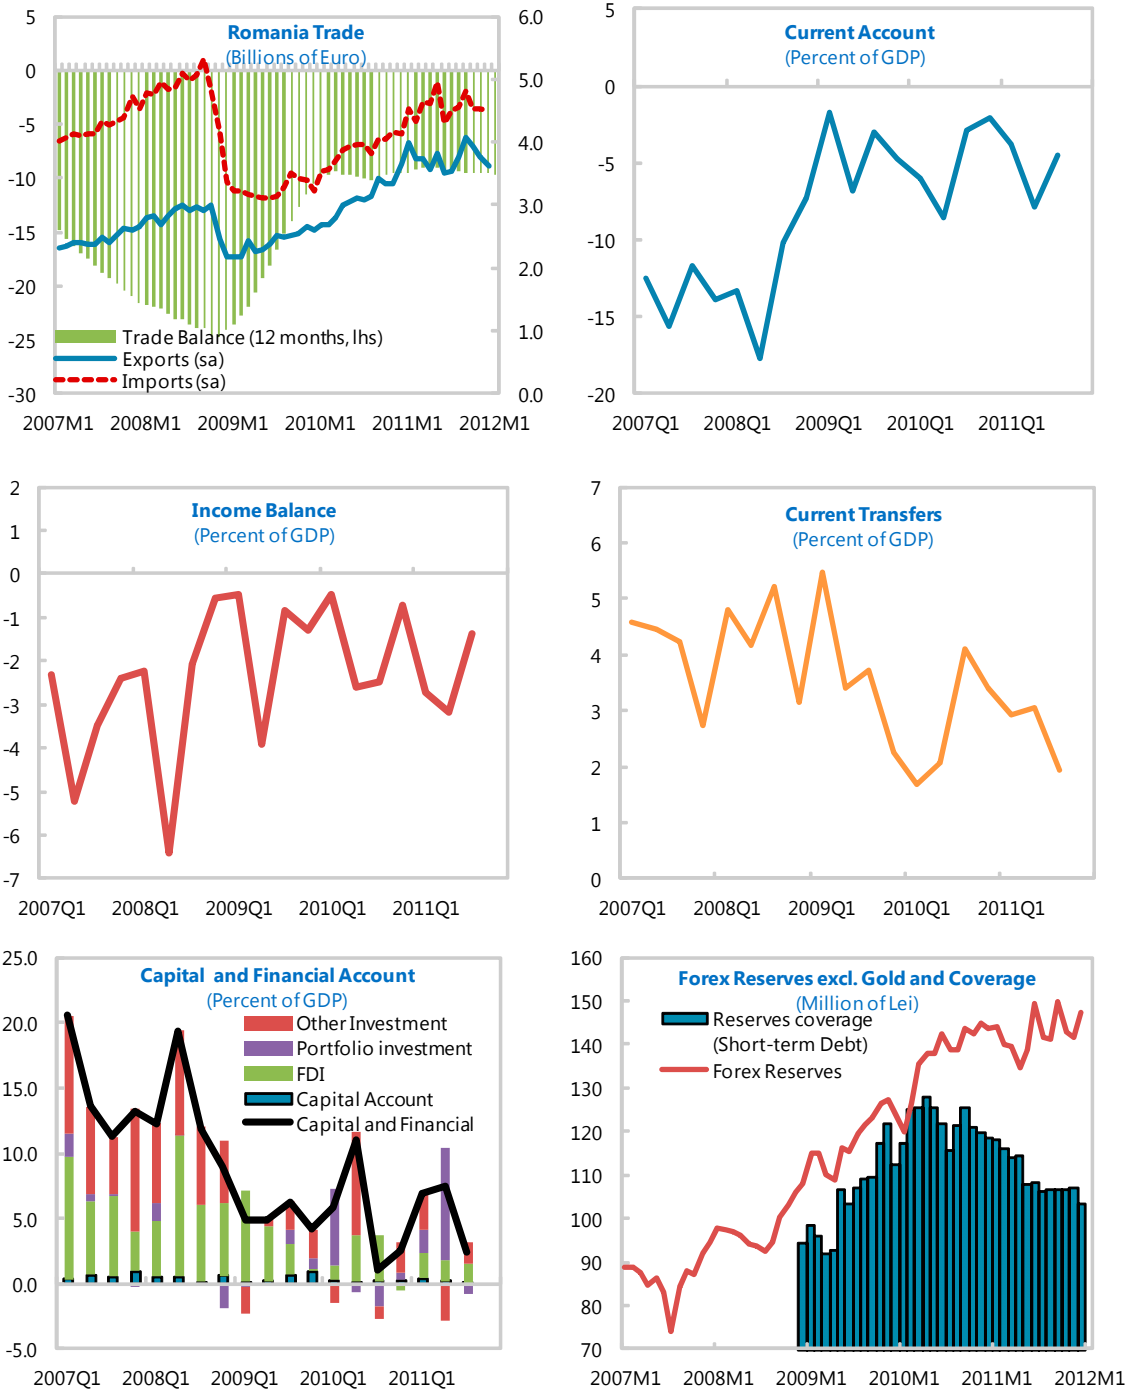 Romania Trade
(Billions of Euro)
5
0
-5
-10
-15
-20
-25
-30
6.0
5.0
4.0
3.0
2.0
1.0
0.0
Trade Balance (12 months, lhs)
Exports (sa)
Imports (sa)
2007M1 2008M1 2009M1 2010M1 2011M1 2012M1
Current Account
(Percent of GDP)
5
0
-5
-10
-15
-20
2007Q1 2008Q1 2009Q1 2010Q1 2011Q1
Income Balance
(Percent of GDP)
2
1
0
-1
-2
-3
-4
-5
-6
-7
2007Q1 2008Q1 2009Q1 2010Q1 2011Q1
Current Transfers
(Percent of GDP)
7
6
5
4
3
2
1
0
2007Q1 2008Q1 2009Q1 2010Q1 2011Q1
Capital and Financial Account
(Percent of GDP)
25.0
20.0
15.0
10.0
5.0
0.0
-5.0
Other Investment
Portfolio investment
FDI
Capital Account
Capital and Financial
2007Q1 2008Q1 2009Q1 2010Q1 2011Q1
Forex Reserves excl. Gold and Coverage
(Million of Lei)
160
150
140
130
120
110
100
90
80
70
Reserves coverage
(Short-term Debt)
Forex Reserves
2007M1 2008M1 2009M1 2010M1 2011M1 2012M1